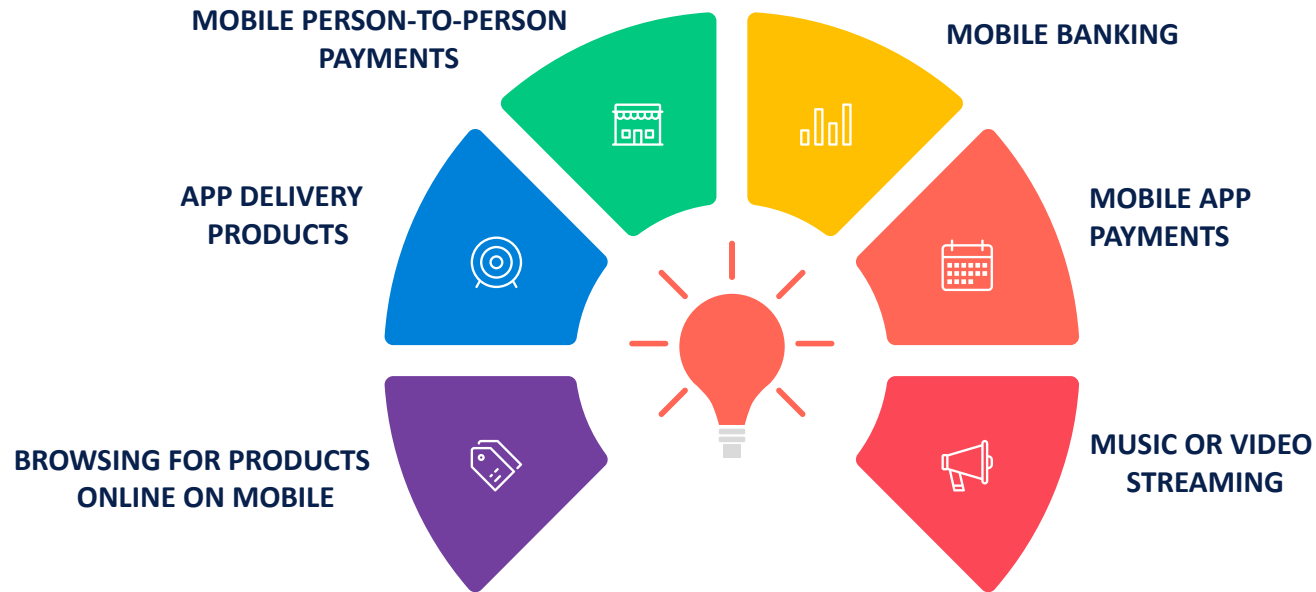 MOBILE PERSON-TO-PERSON
PAYMENTS
MOBILE BANKING
APP DELIVERY
PRODUCTS
MOBILE APP
PAYMENTS
BROWSING FOR PRODUCTS
ONLINE ON MOBILE
MUSIC OR VIDEO
STREAMING